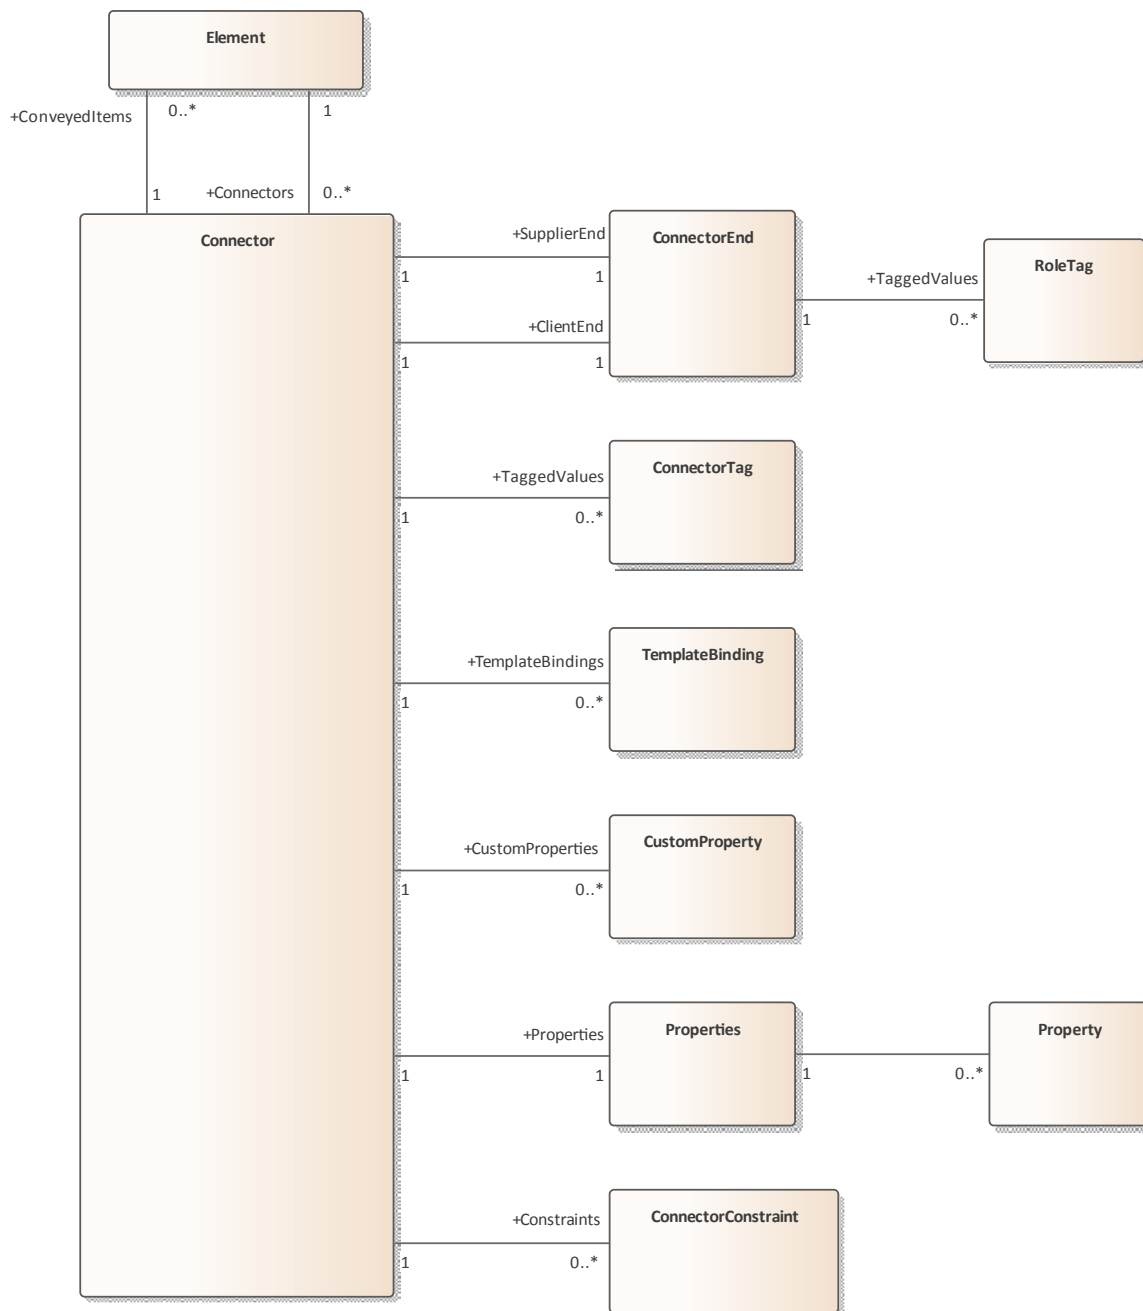 Element
+ConveyedItems
0..*
1
1
+Connectors
0..*
Connector
+SupplierEnd
1
1
ConnectorEnd
+ClientEnd
1
1
+TaggedValues
1
0..*
RoleTag
+TaggedValues
1
0..*
ConnectorTag
+TemplateBindings
1
0..*
TemplateBinding
+CustomProperties
1
0..*
CustomProperty
+Properties
1
1
Properties
1
0..*
Property
+Constraints
1
0..*
ConnectorConstraint